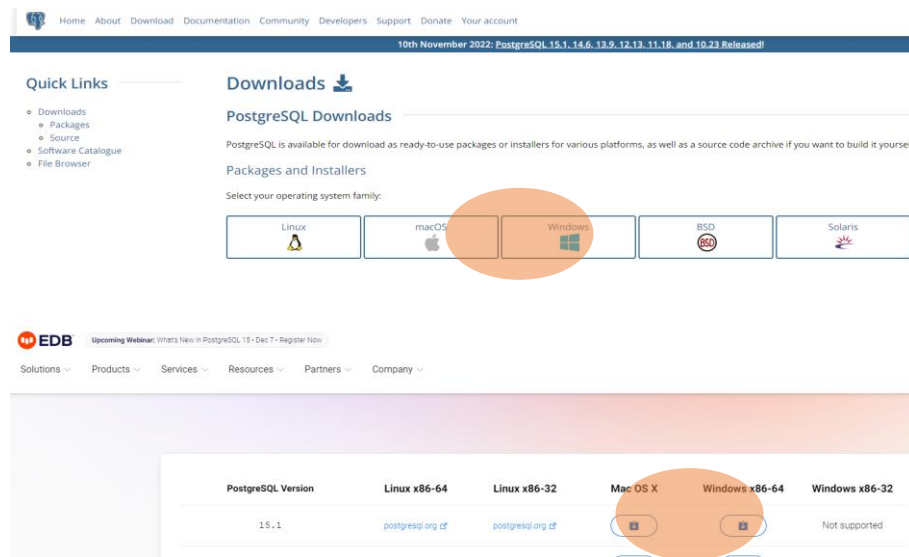 Home About Download Documentation Community Developers Support Donate Your account
10th November 2022: PostgreSQL 15.1, 14.6, 13.9, 12.13, 11.18, and 10.23 Released!
Quick Links
Downloads
Packages
Source
Software Catalogue
File Browser
Downloads
PostgreSQL Downloads
PostgreSQL is available for download as ready-to-use packages or installers for various platforms, as well as a source code archive if you want to build it yoursel
Packages and Installers
Select your operating system family:
Linux macOS Windows BSD Solaris
BSD
EDB Upcoming Webinar: What's New in PostgreSQL 15 - Dec 7 - Register Now
Solutions Products Services Resources Partners Company
PostgreSQL Version Linux x86-64 Linux x86-32 Mac OS X Windows x86-64 Windows x86-32
15.1 postgresql.org postgresql.org Not supported